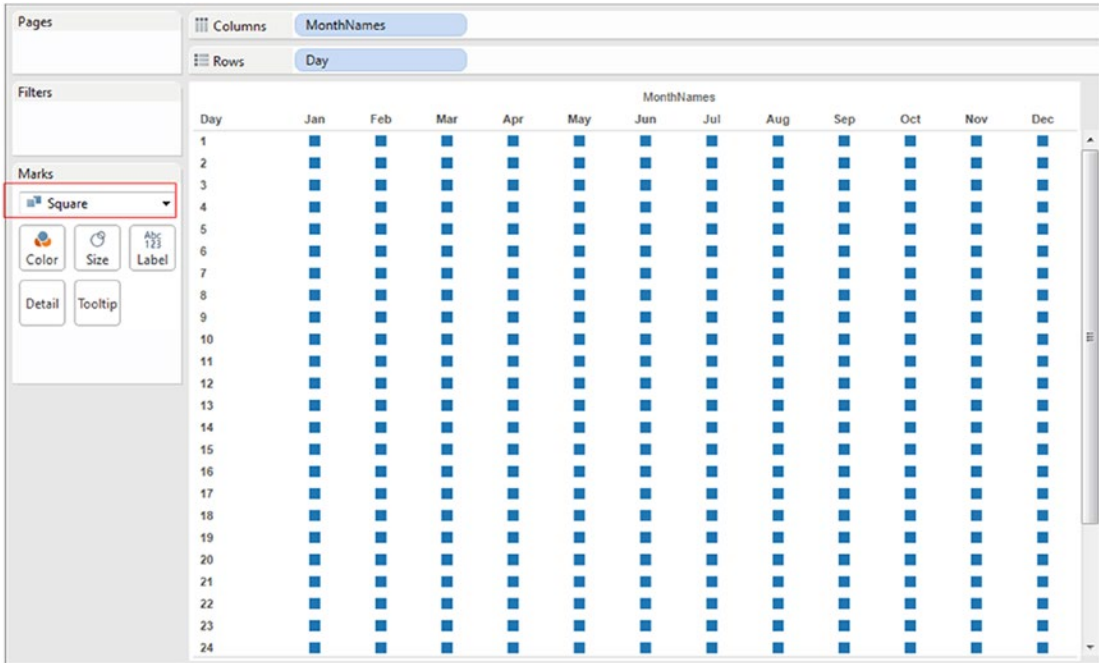 Pages
Columns MonthNames
Rows Day
Filters
Marks
Square
Color Size Abc 123 Label
Detail Tooltip
MonthNames
Day Jan Feb Mar Apr May Jun Jul Aug Sep Oct Nov Dec
1
2
3
4
5
6
7
8
9
10
11
12
13
14
15
16
17
18
19
20
21
22
23
24